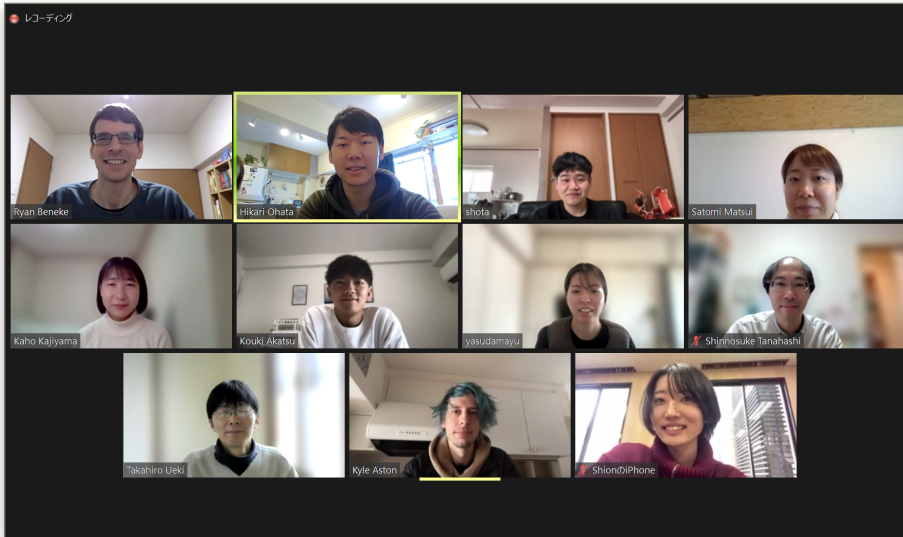 レコーディング
Ryan Beneke
Hikari Ohata
shota
Satomi Matsui
Kaho Kajiyama
Kouki Akatsu
yasudamayu
Shinnosuke Tanahashi
Takahiro Ueki
Kyle Aston
ShionのiPhone